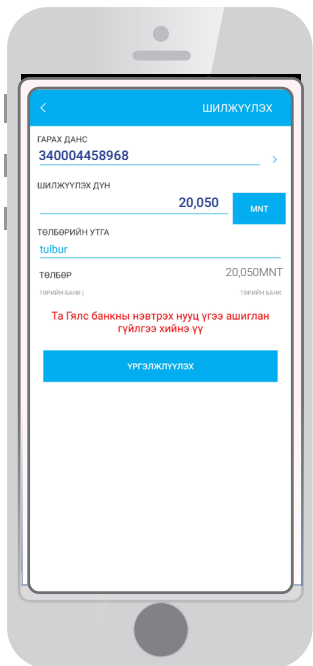 ШИЛЖҮҮЛЭХ
ГАРАХ ДАНС
340004458968
ШИЛЖҮҮЛЭХ ДҮН
20,050
MNT
ТӨЛБӨРИЙН УТГА
tulbur
ТӨЛБӨР 20,050MNT
ТӨРИЙН БАНК | ТӨРИЙН БАНК
Та Гялс банкны нэвтрэх нууц үгээ ашиглан
гүйлгээ хийнэ үү
ҮРГЭЛЖЛҮҮЛЭХ